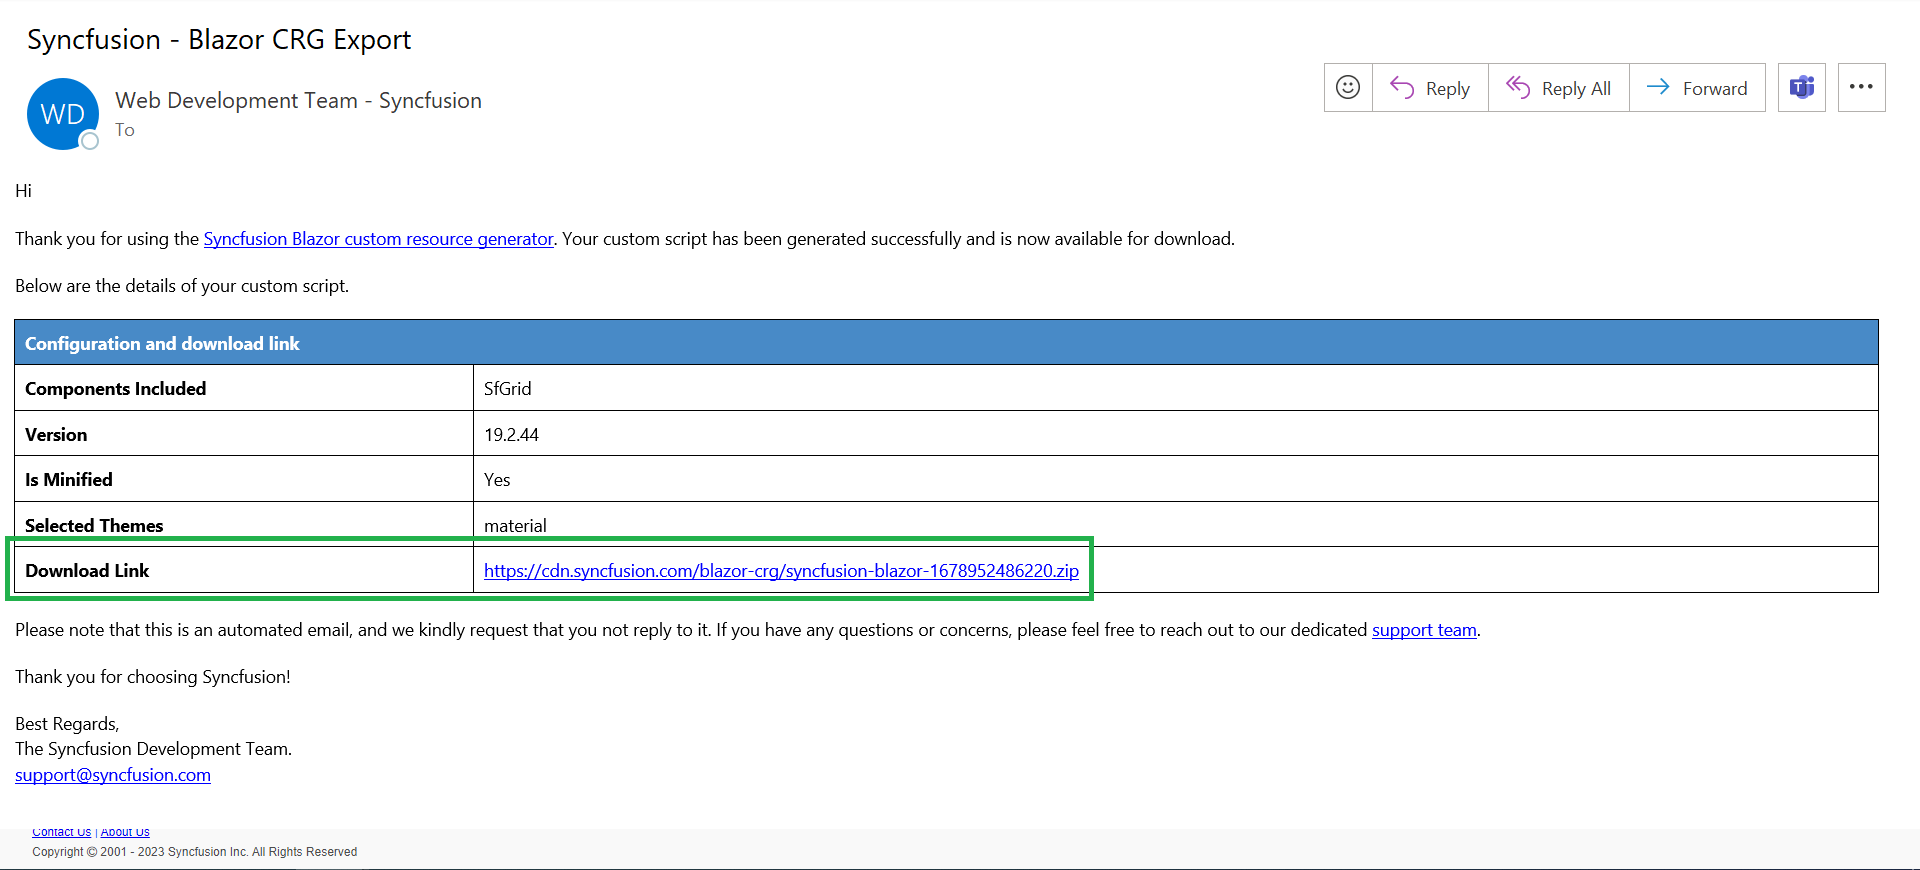 Syncfusion - Blazor CRG Export
WD
Web Development Team - Syncfusion
To
Reply
Reply All
Forward
Hi
Thank you for using the Syncfusion Blazor custom resource generator. Your custom script has been generated successfully and is now available for download.
Below are the details of your custom script.
Configuration and download link
Components Included SfGrid
Version 19.2.44
Is Minified Yes
Selected Themes material
Download Link https://cdn.syncfusion.com/blazor-crg/syncfusion-blazor-1678952486220.zip
Please note that this is an automated email, and we kindly request that you not reply to it. If you have any questions or concerns, please feel free to reach out to our dedicated support team.
Thank you for choosing Syncfusion!
Best Regards,
The Syncfusion Development Team.
support@syncfusion.com
Contact Us | About Us
Copyright © 2001 - 2023 Syncfusion Inc. All Rights Reserved